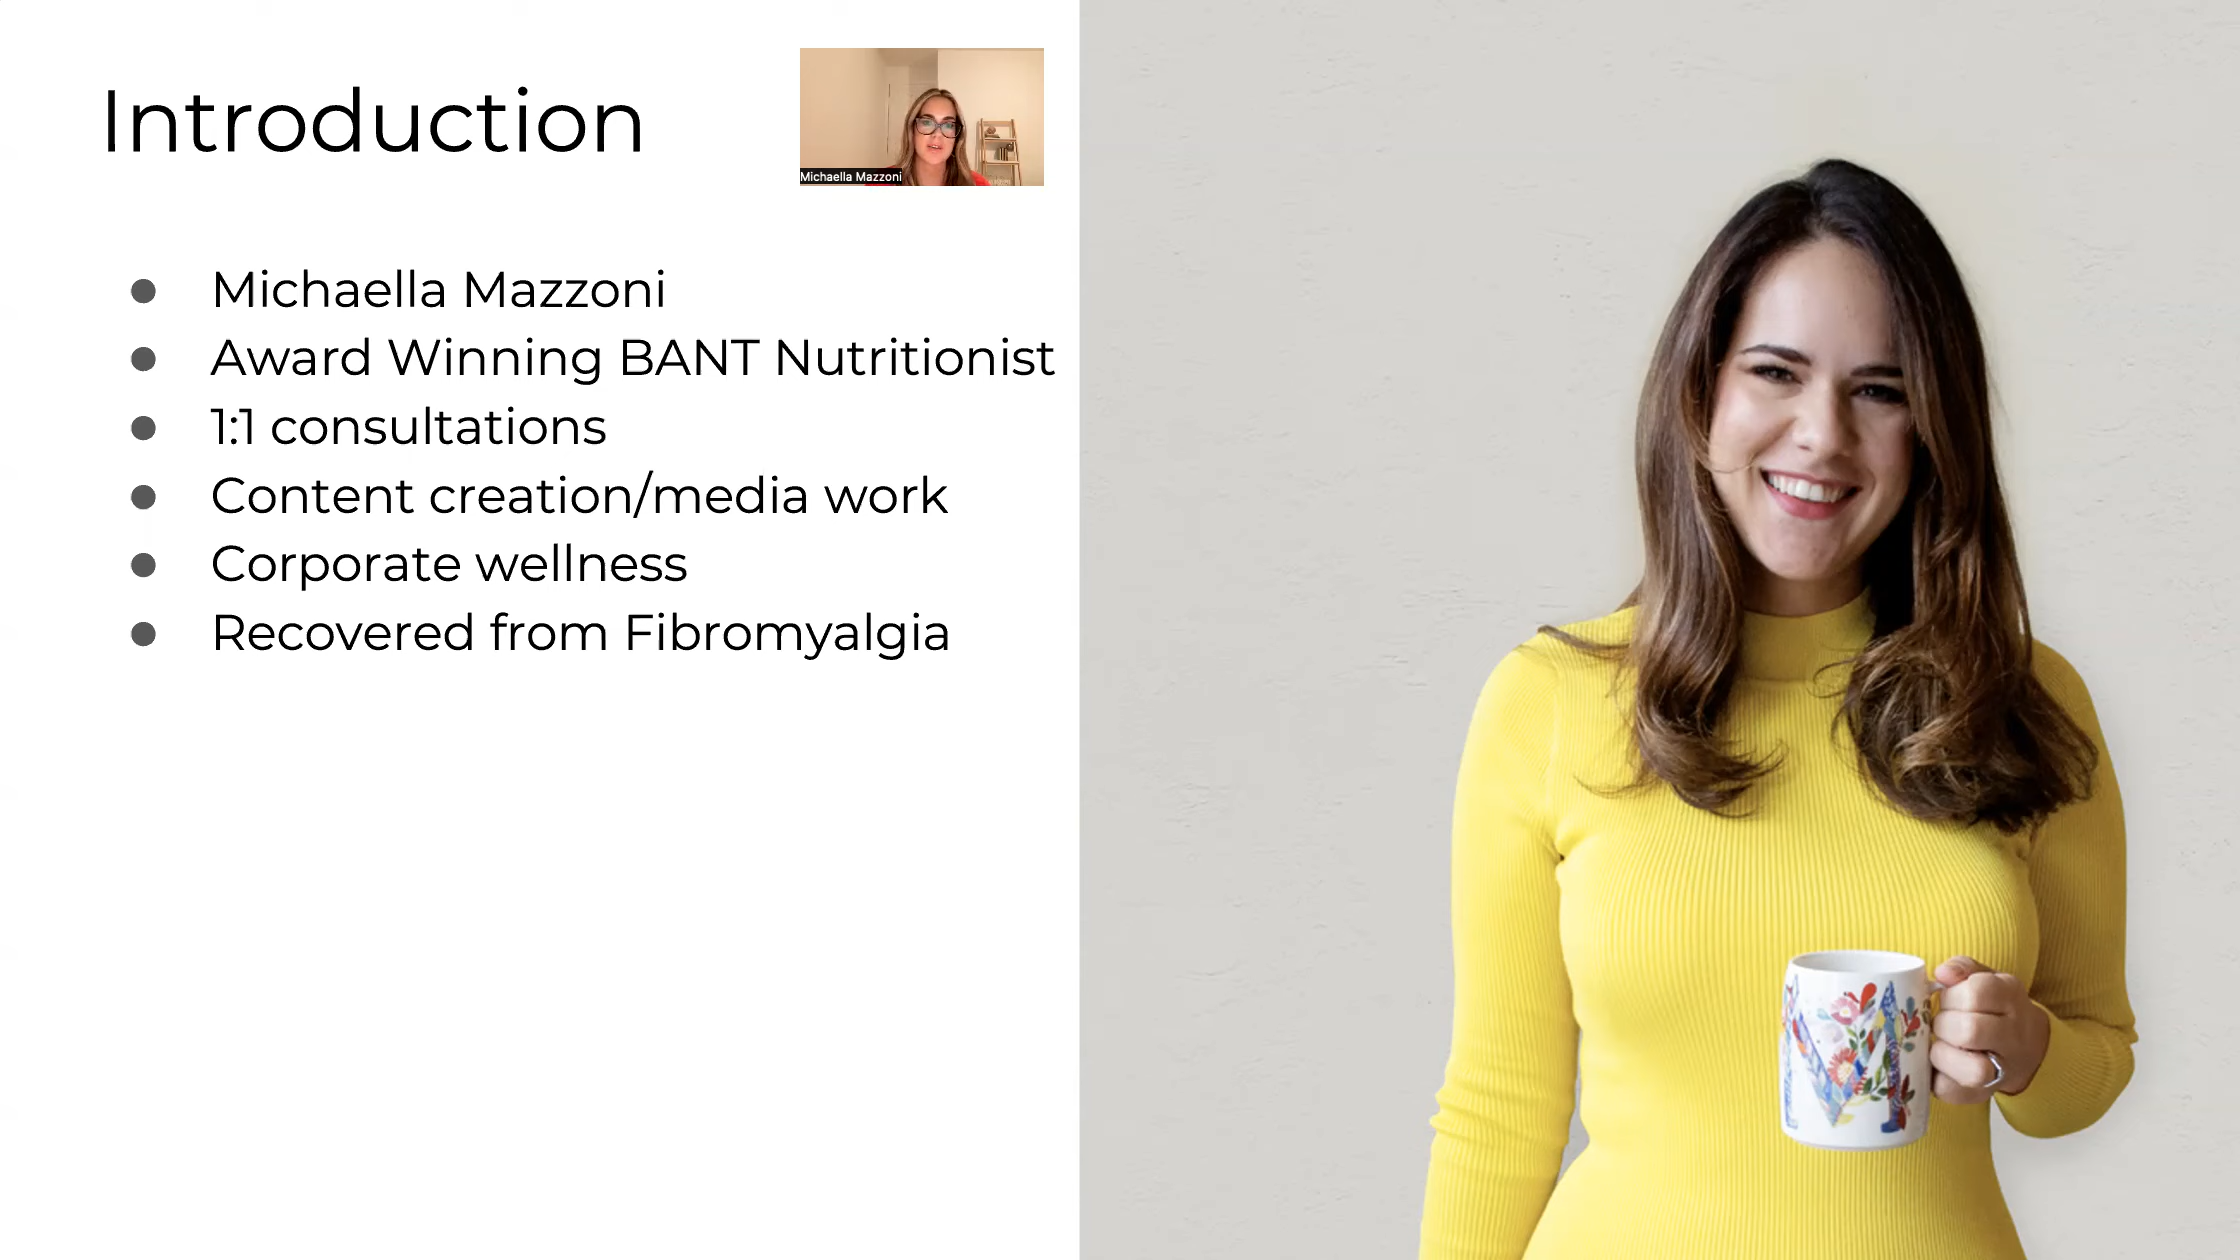 Introduction
Michaella Mazzoni
Michaella Mazzoni
Award Winning BANT Nutritionist
1:1 consultations
Content creation/media work
Corporate wellness
Recovered from Fibromyalgia
M